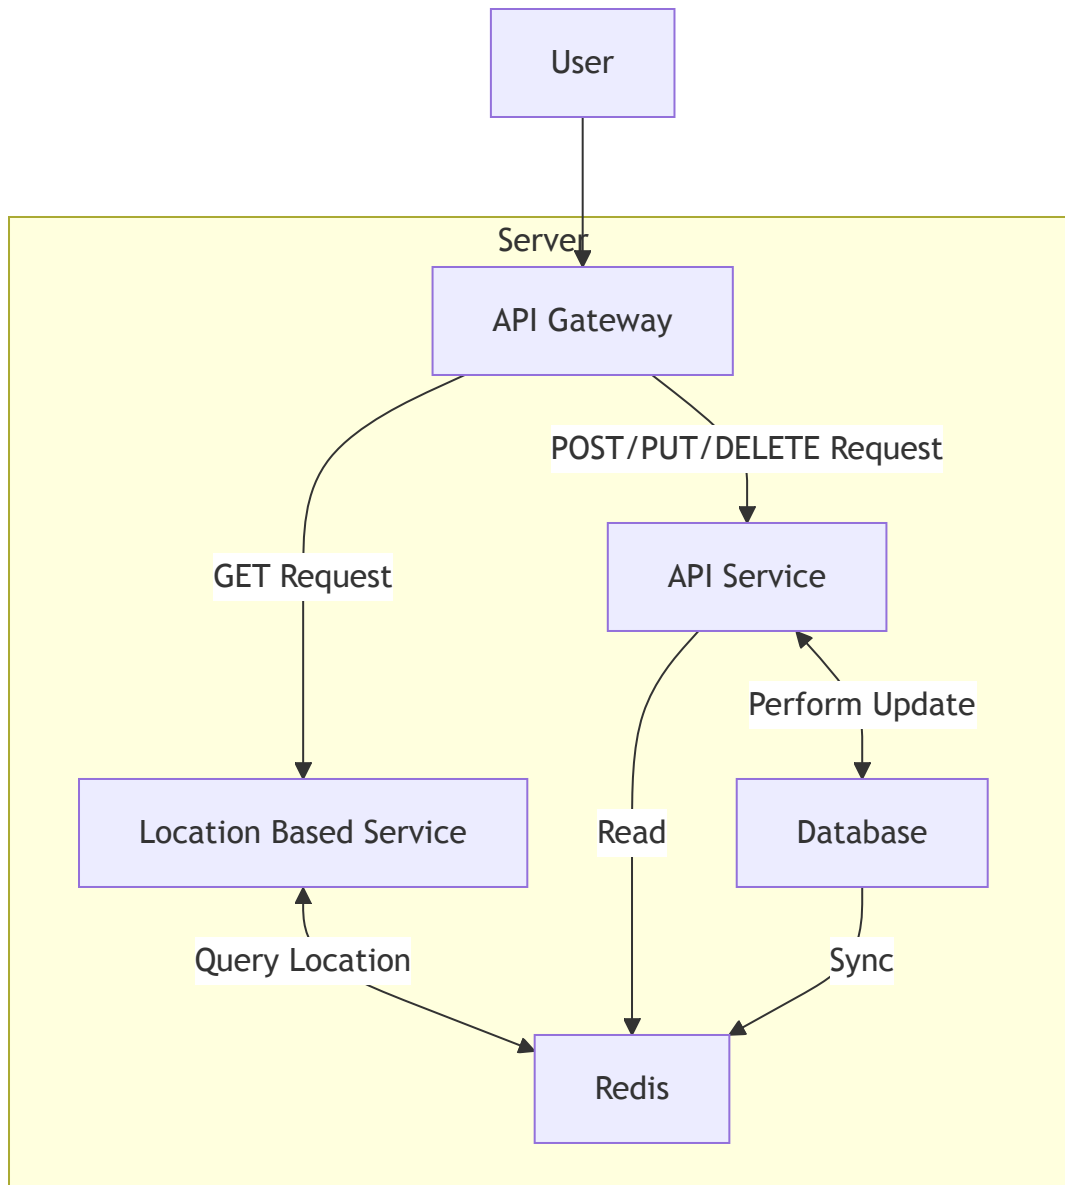 User
Server
API Gateway
POST/PUT/DELETE Request
GET Request
API Service
Perform Update
Location Based Service
Read
Database
Query Location
Sync
Redis